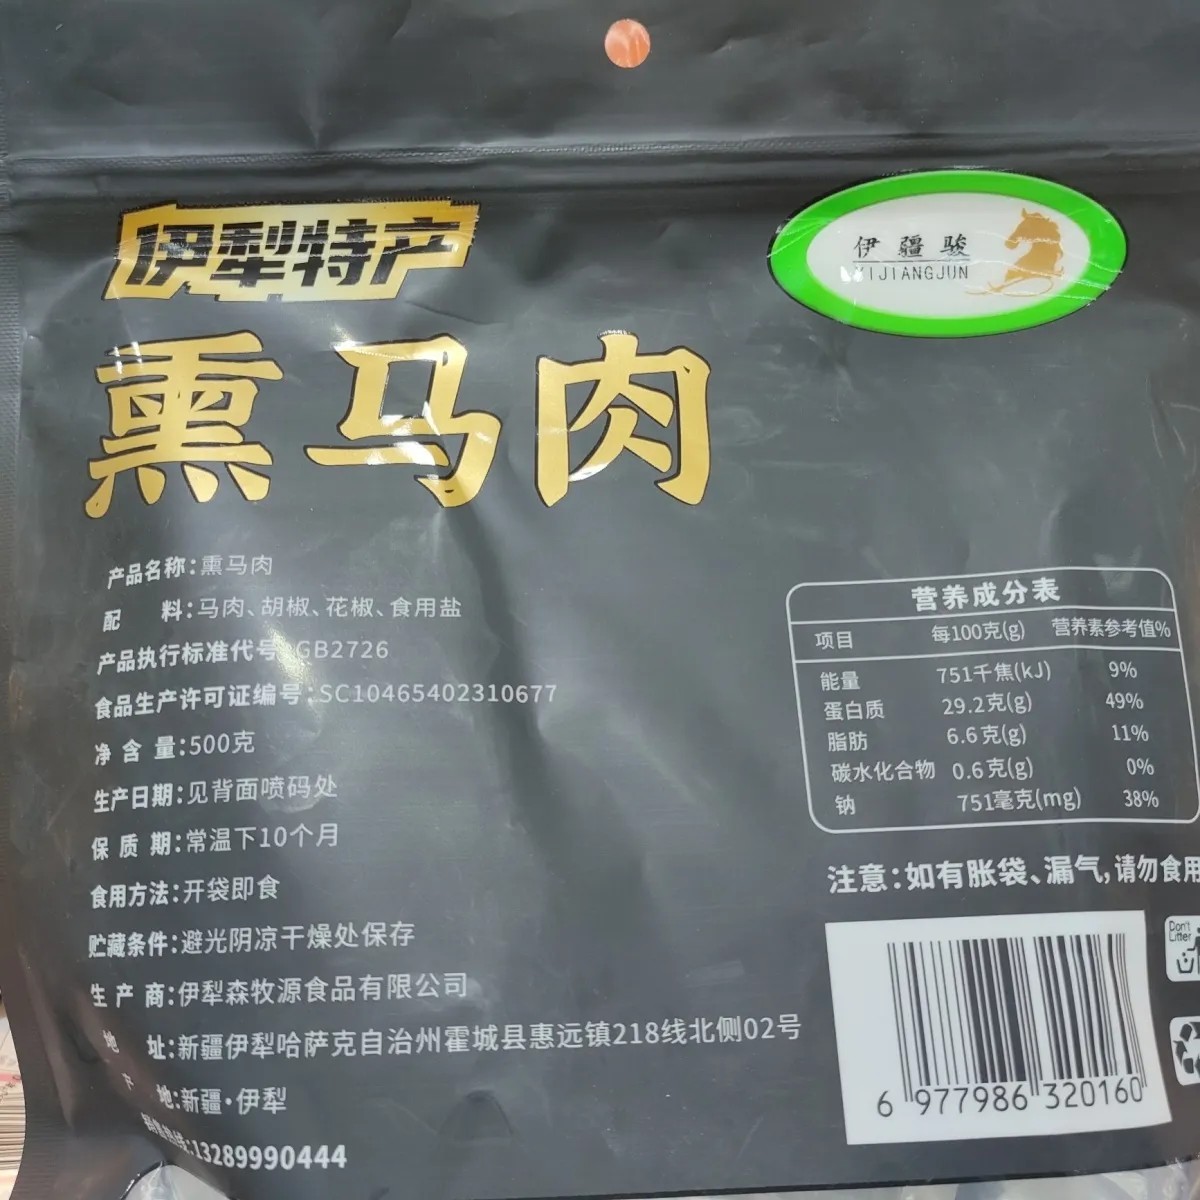 伊犁特产
伊疆骏
YIJIANGJUN
熏马肉
产品名称:熏马肉
配 料:马肉、胡椒、花椒、食用盐
产品执行标准代号:GB2726
食品生产许可证编号:SC10465402310677
净 含 量:500克
生产日期:见背面喷码处
保 质 期:常温下10个月
食用方法:开袋即食
贮藏条件:避光阴凉干燥处保存
生 产 商:伊犁森牧源食品有限公司
地 址:新疆伊犁哈萨克自治州霍城县惠远镇218线北侧02号
地:新疆·伊犁
13289990444
营养成分表
项目 每100克(g) 营养素参考值%
能量 751千焦(kJ) 9%
蛋白质 29.2克(g) 49%
脂肪 6.6克(g) 11%
碳水化合物 0.6克(g) 0%
钠 751毫克(mg) 38%
注意:如有胀袋、漏气,请勿食用
Don't
Litter
6 977986 320160